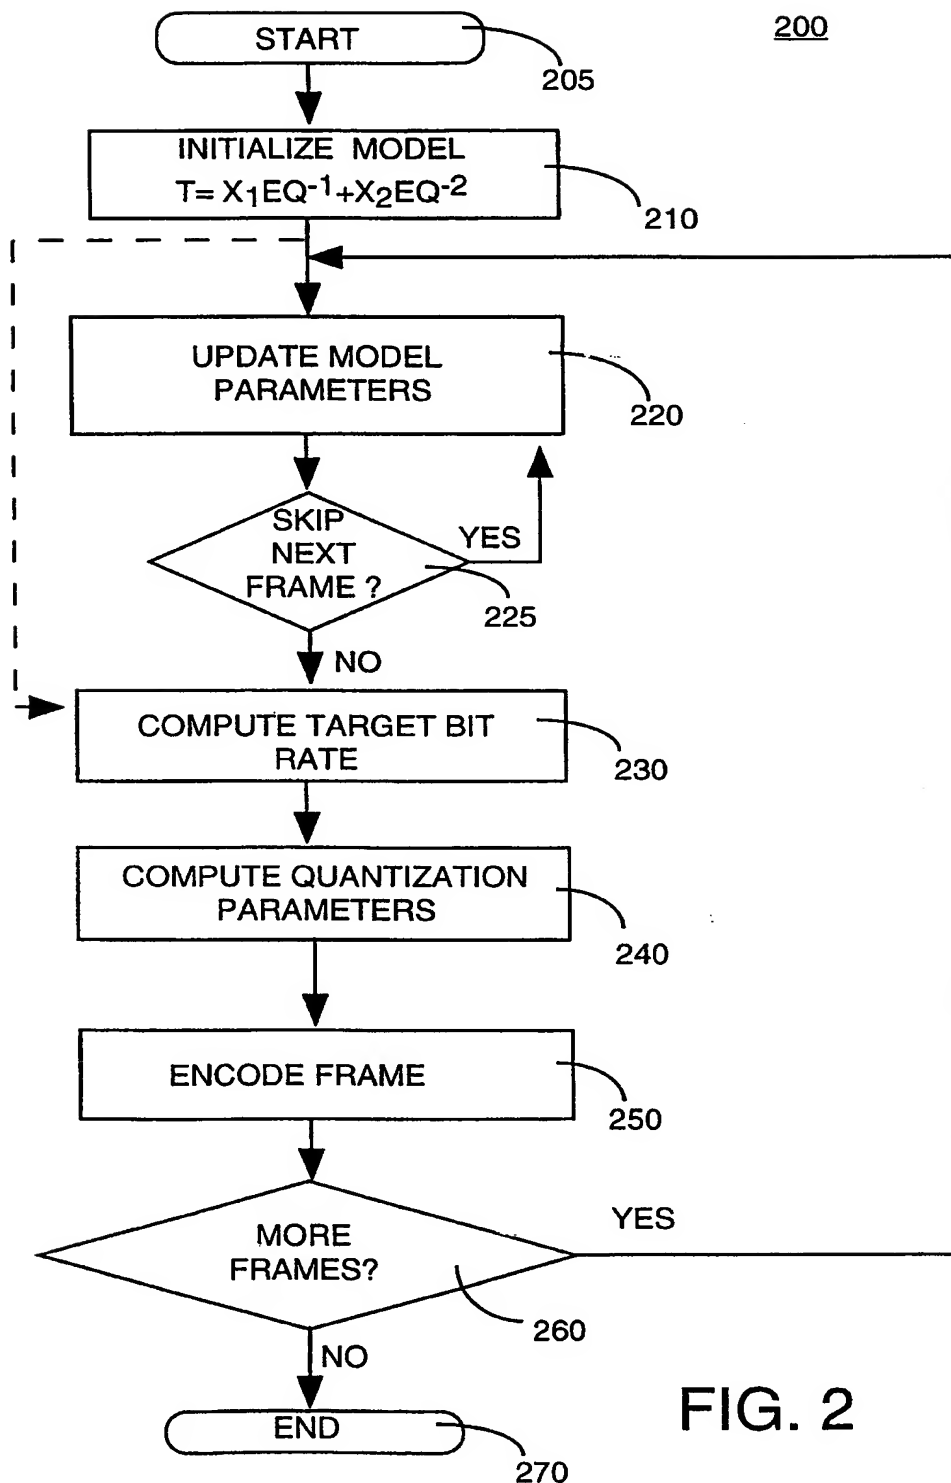 200
START
205
INITIALIZE MODEL
T= X₁EQ⁻¹+X₂EQ⁻²
210
UPDATE MODEL
PARAMETERS
220
SKIP
NEXT
FRAME ?
YES
225
NO
COMPUTE TARGET BIT
RATE
230
COMPUTE QUANTIZATION
PARAMETERS
240
ENCODE FRAME
250
MORE
FRAMES?
YES
260
NO
END
270
FIG. 2